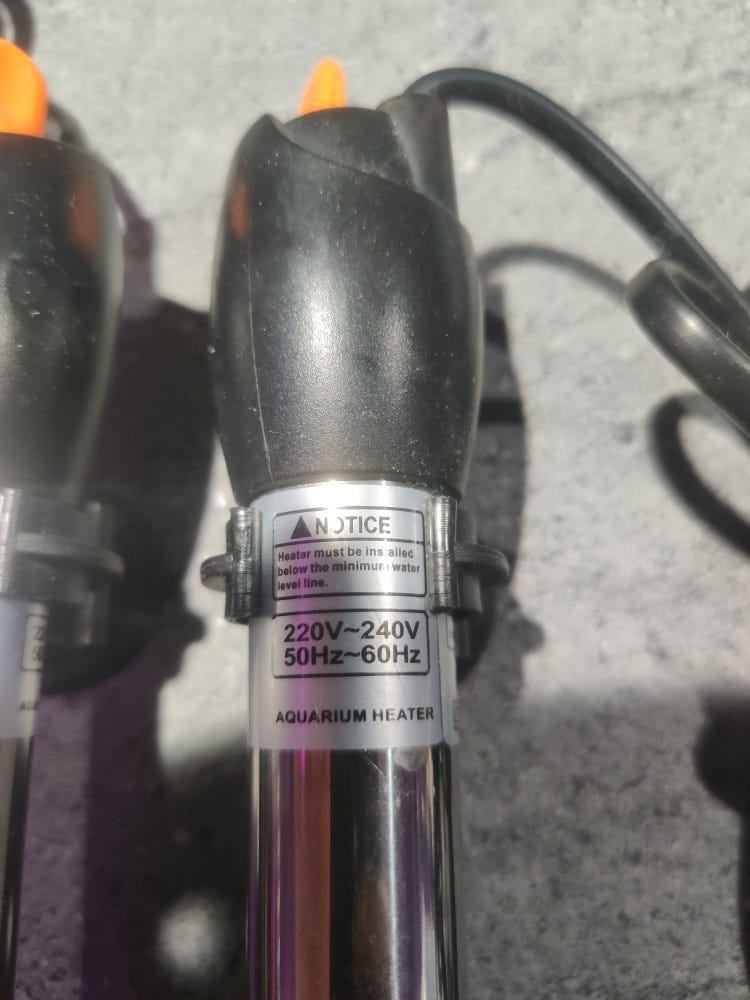 NOTICE
Heater must be installed
below the minimum water
level line.
220V~240V
50Hz~60Hz
AQUARIUM HEATER